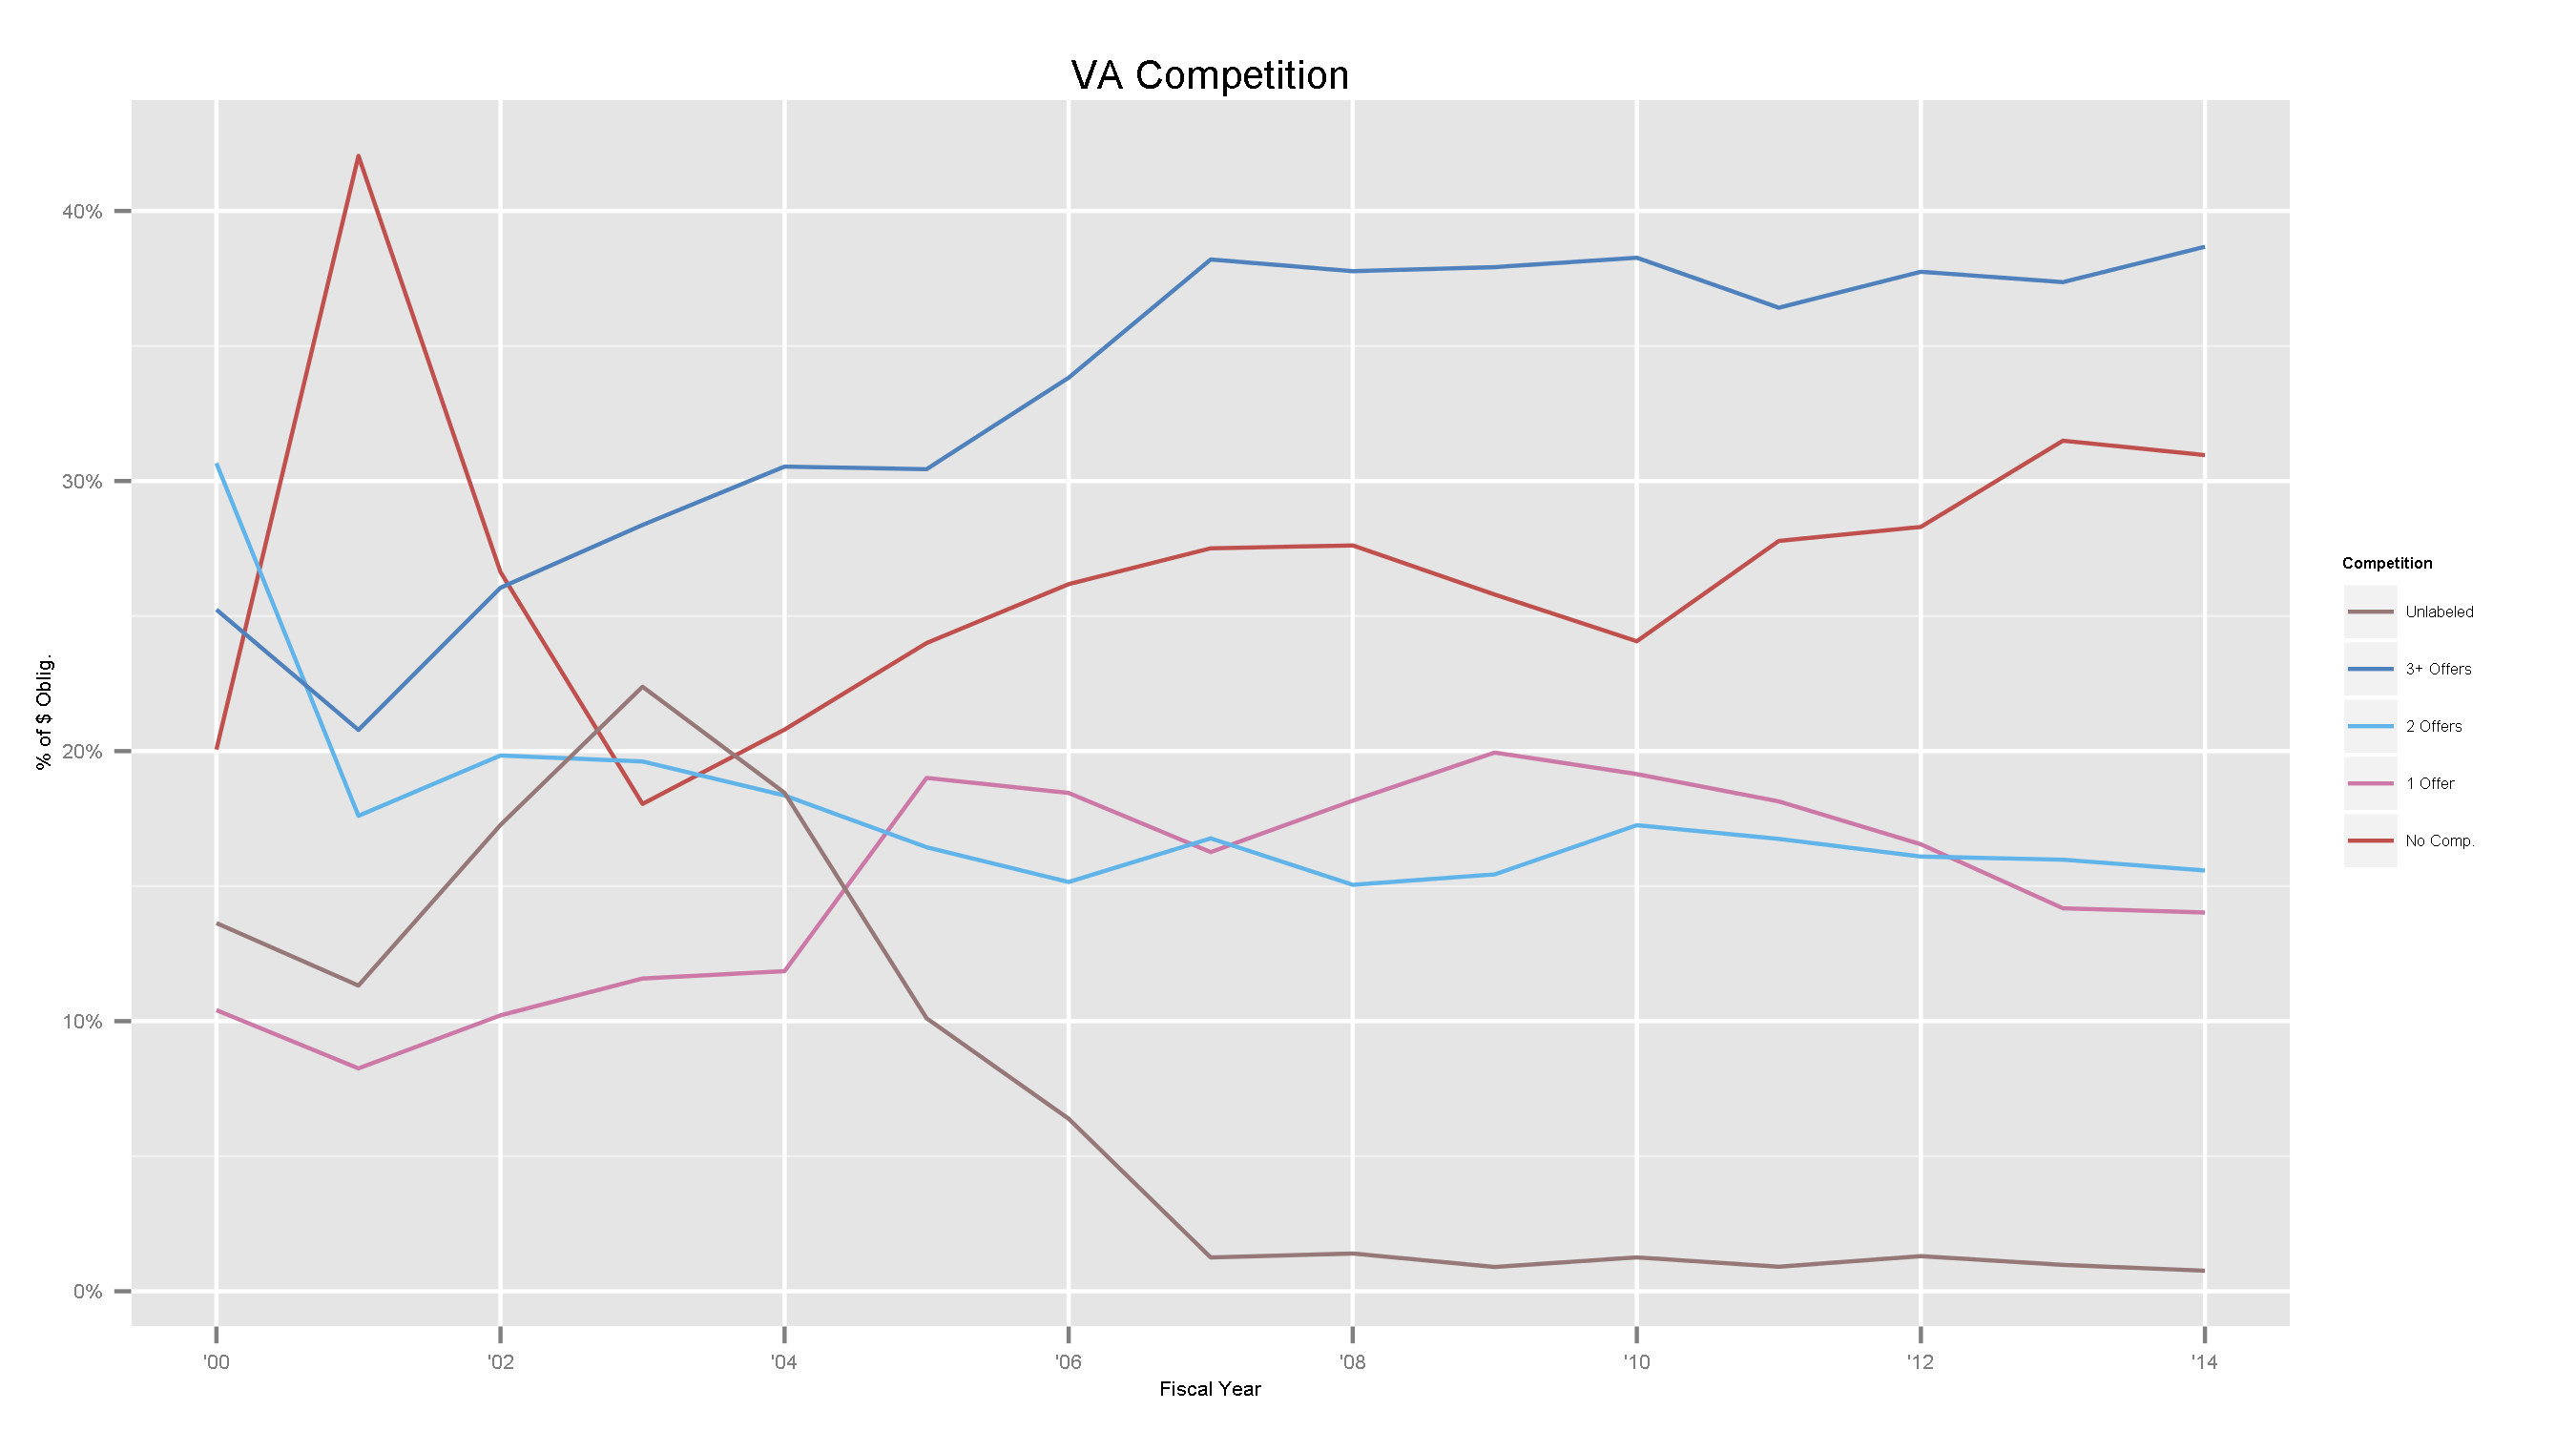 VA Competition
% of $ Oblig.
40%
30%
20%
10%
0%
'00 '02 '04 '06 '08 '10 '12 '14
Fiscal Year
Competition
Unlabeled
3+ Offers
2 Offers
1 Offer
No Comp.